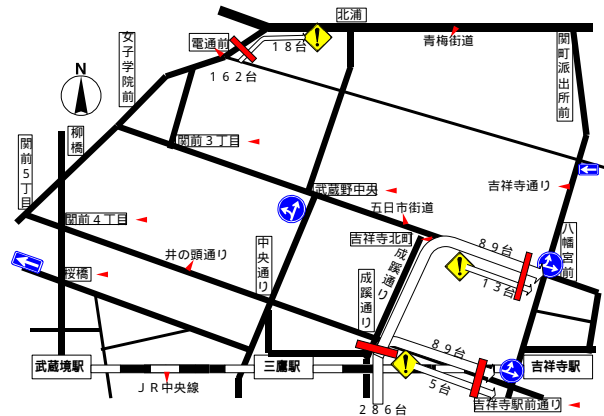 北浦
青梅街道
関町派出所前
女子学院前
電通前
18台
162台
N
柳橋
関前3丁目
関前5丁目
武蔵野中央
吉祥寺通り
五日市街道
関前4丁目
吉祥寺北町
八幡宮前
89台
井の頭通り
中央通り
成蹊通り
13台
桜橋
成蹊通り
89台
武蔵境駅
三鷹駅
吉祥寺駅
JR中央線
5台
286台
吉祥寺駅前通り